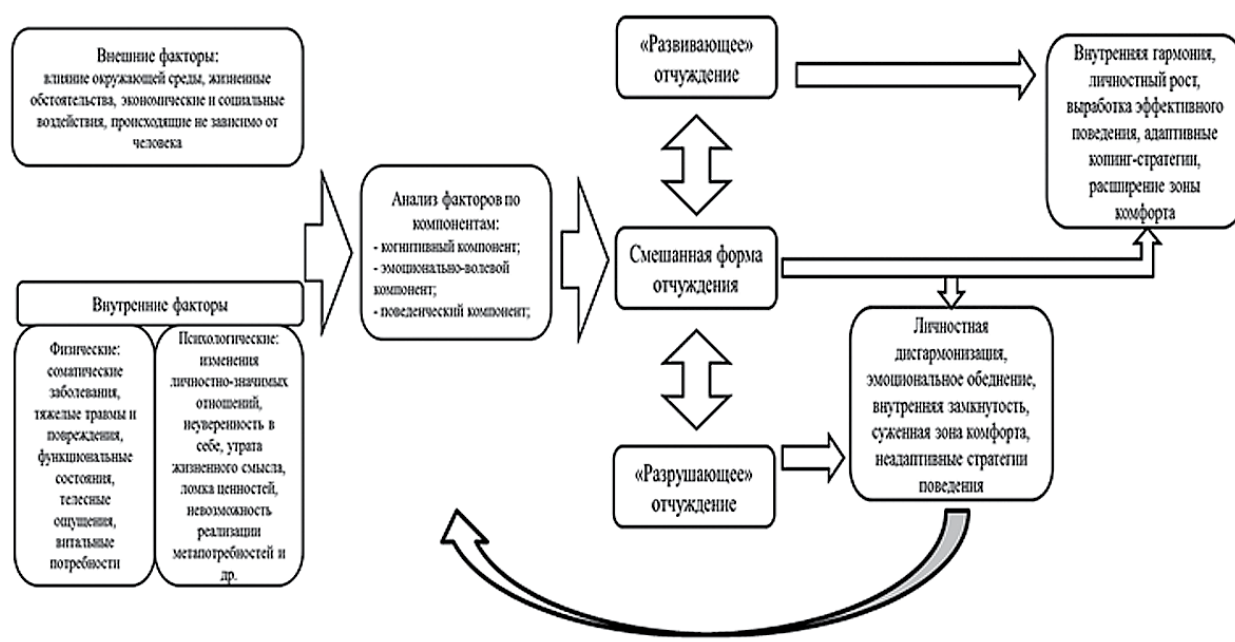 Внешние факторы:
влияние окружающей среды, жизненные
обстоятельства, экономические и социальные
воздействия, происходящие не зависимо от
человека
Внутренние факторы
Физические:
соматические
заболевания,
тяжелые травмы и
повреждения,
функциональные
состояния,
телесные
ощущения,
витальные
потребности
Психологические:
изменения
личностно-значимых
отношений,
неуверенность в
себе, утрата
жизненного смысла,
ломка ценностей,
невозможность
реализации
метапотребностей и
др.
Анализ факторов по
компонентам:
- когнитивный компонент;
- эмоционально-волевой
компонент;
- поведенческий компонент;
«Развивающее»
отчуждение
Смешанная форма
отчуждения
«Разрушающее»
отчуждение
Внутренняя гармония,
личностный рост,
выработка эффективного
поведения, адаптивные
копинг-стратегии,
расширение зоны
комфорта
Личностная
дисгармонизация,
эмоциональное обеднение,
внутренняя замкнутость,
суженная зона комфорта,
неадаптивные стратегии
поведения